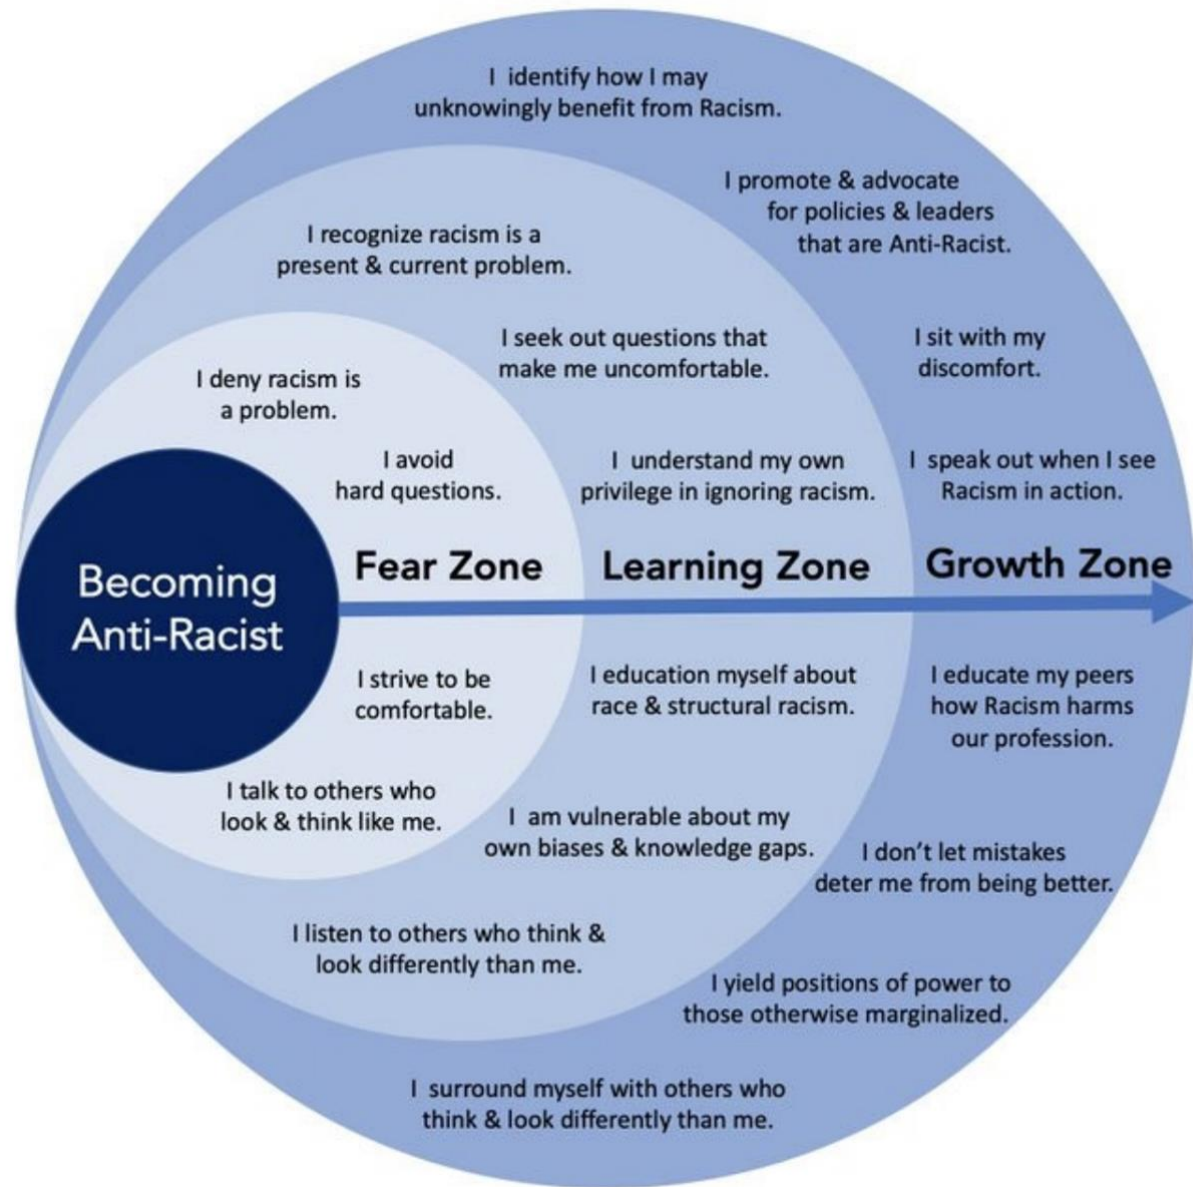 I identify how I may
unknowingly benefit from Racism.
I promote & advocate
for policies & leaders
that are Anti-Racist.
I recognize racism is a
present & current problem.
I seek out questions that
make me uncomfortable.
I sit with my
discomfort.
I deny racism is
a problem.
I avoid
hard questions.
I understand my own
privilege in ignoring racism.
I speak out when I see
Racism in action.
Becoming
Anti-Racist
Fear Zone
Learning Zone
Growth Zone
I strive to be
comfortable.
I education myself about
race & structural racism.
I educate my peers
how Racism harms
our profession.
I talk to others who
look & think like me.
I am vulnerable about my
own biases & knowledge gaps.
I don't let mistakes
deter me from being better.
I listen to others who think &
look differently than me.
I yield positions of power to
those otherwise marginalized.
I surround myself with others who
think & look differently than me.